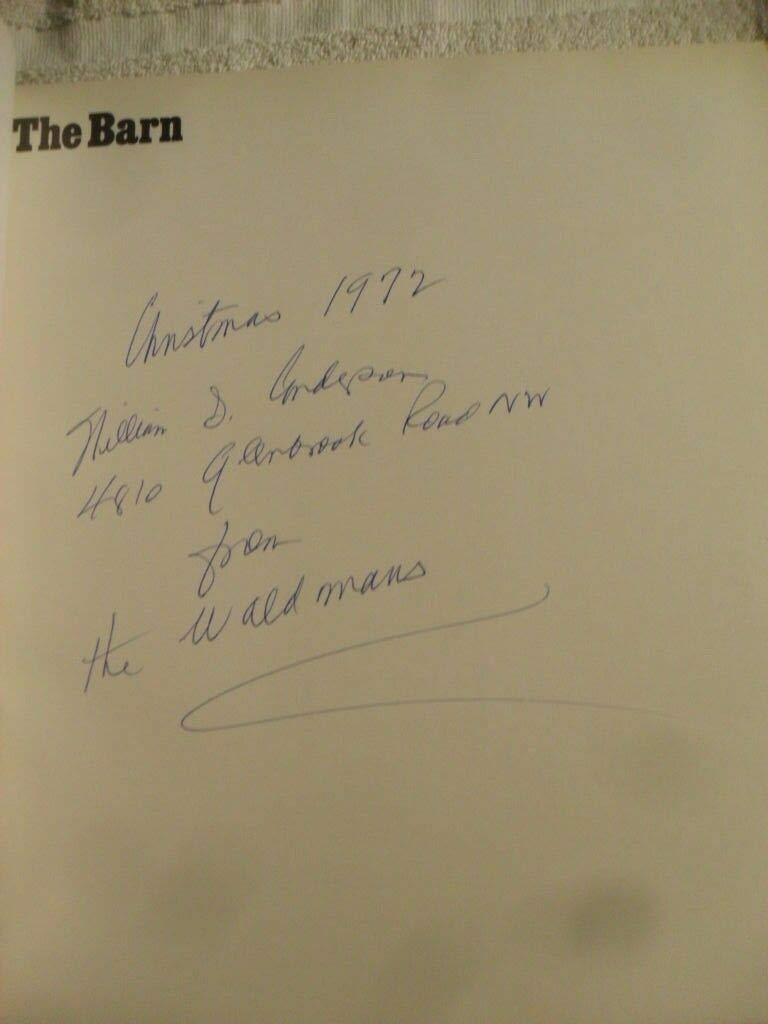 The Barn
Christmas 1972
William D. Anderson
4810 Glenbrook Road NW
from
the Waldmans